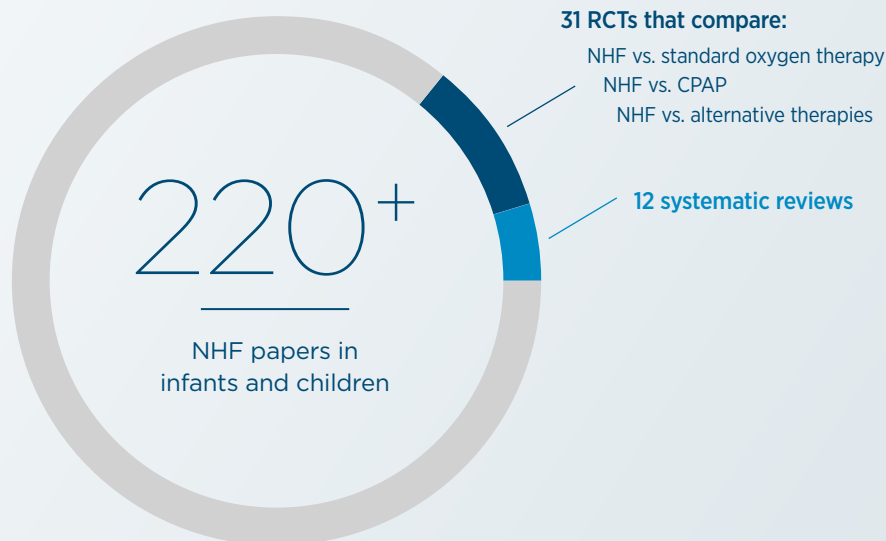 31 RCTs that compare:
NHF vs. standard oxygen therapy
NHF vs. CPAP
NHF vs. alternative therapies
12 systematic reviews
220+
NHF papers in
infants and children